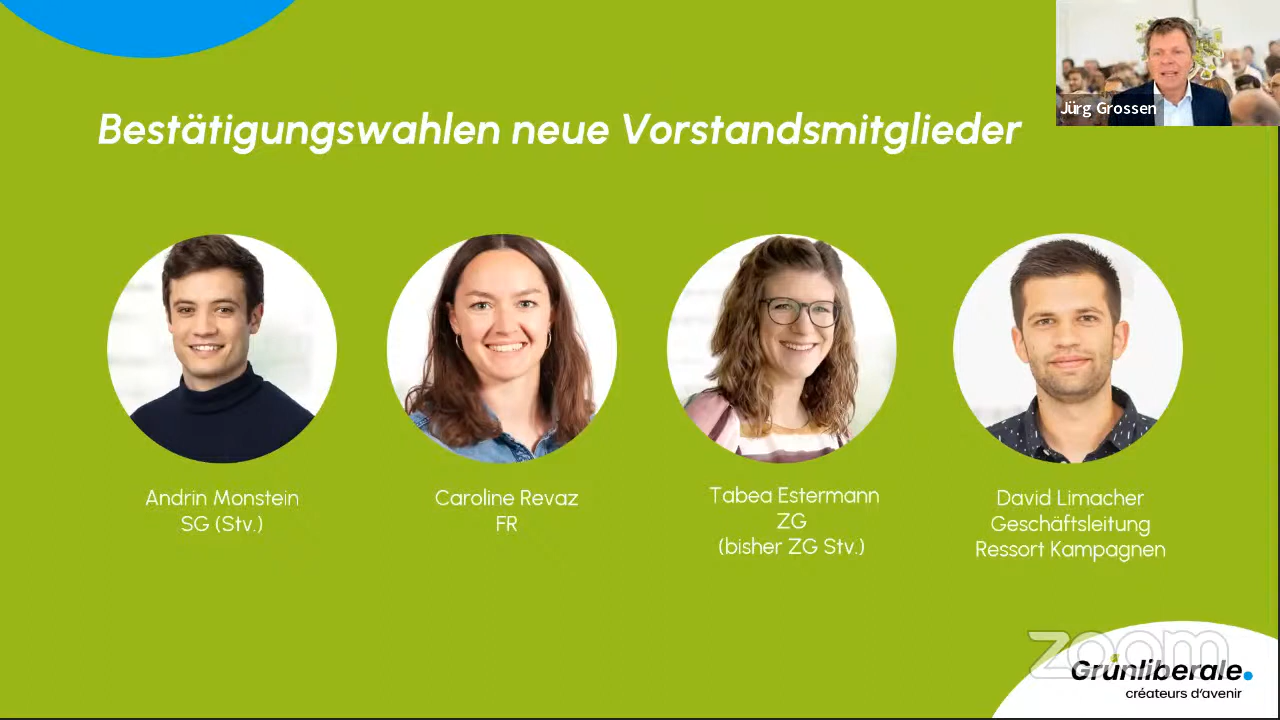 Jürg Grossen
Bestätigungswahlen neue Vorstandsmitglieder
Andrin Monstein
SG (Stv.)
Caroline Revaz
FR
Tabea Estermann
ZG
(bisher ZG Stv.)
David Limacher
Geschäftsleitung
Ressort Kampagnen
zoom
Grünliberale.
créateurs d'avenir